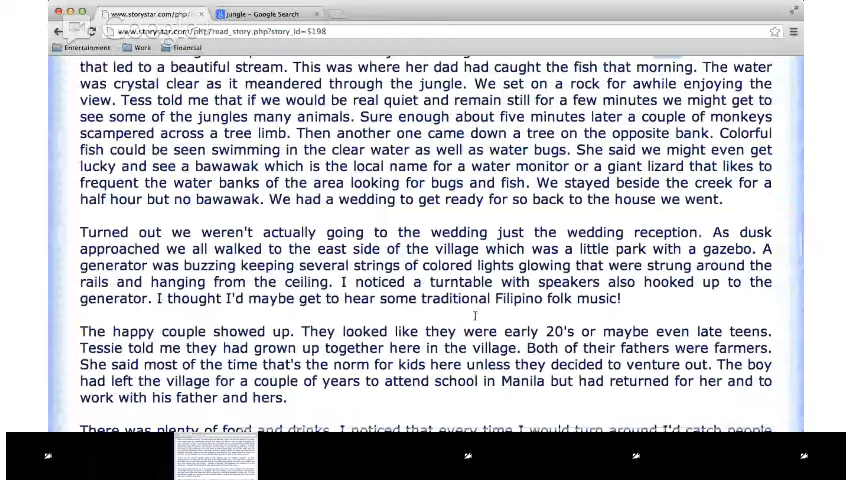 www.storystar.com/php/
jungle - Google Search
www.storystar.com/php/read_story.php?story_id=5198
Entertainment Work Financial
that led to a beautiful stream. This was where her dad had caught the fish that morning. The water
was crystal clear as it meandered through the jungle. We set on a rock for awhile enjoying the
view. Tess told me that if we would be real quiet and remain still for a few minutes we might get to
see some of the jungles many animals. Sure enough about five minutes later a couple of monkeys
scampered across a tree limb. Then another one came down a tree on the opposite bank. Colorful
fish could be seen swimming in the clear water as well as water bugs. She said we might even get
lucky and see a bawawak which is the local name for a water monitor or a giant lizard that likes to
frequent the water banks of the area looking for bugs and fish. We stayed beside the creek for a
half hour but no bawawak. We had a wedding to get ready for so back to the house we went.
Turned out we weren't actually going to the wedding just the wedding reception. As dusk
approached we all walked to the east side of the village which was a little park with a gazebo. A
generator was buzzing keeping several strings of colored lights glowing that were strung around the
rails and hanging from the ceiling. I noticed a turntable with speakers also hooked up to the
generator. I thought I'd maybe get to hear some traditional Filipino folk music!
The happy couple showed up. They looked like they were early 20's or maybe even late teens.
Tessie told me they had grown up together here in the village. Both of their fathers were farmers.
She said most of the time that's the norm for kids here unless they decided to venture out. The boy
had left the village for a couple of years to attend school in Manila but had returned for her and to
work with his father and hers.
There was plenty of food and drinks. I noticed that every time I would turn around I'd catch people